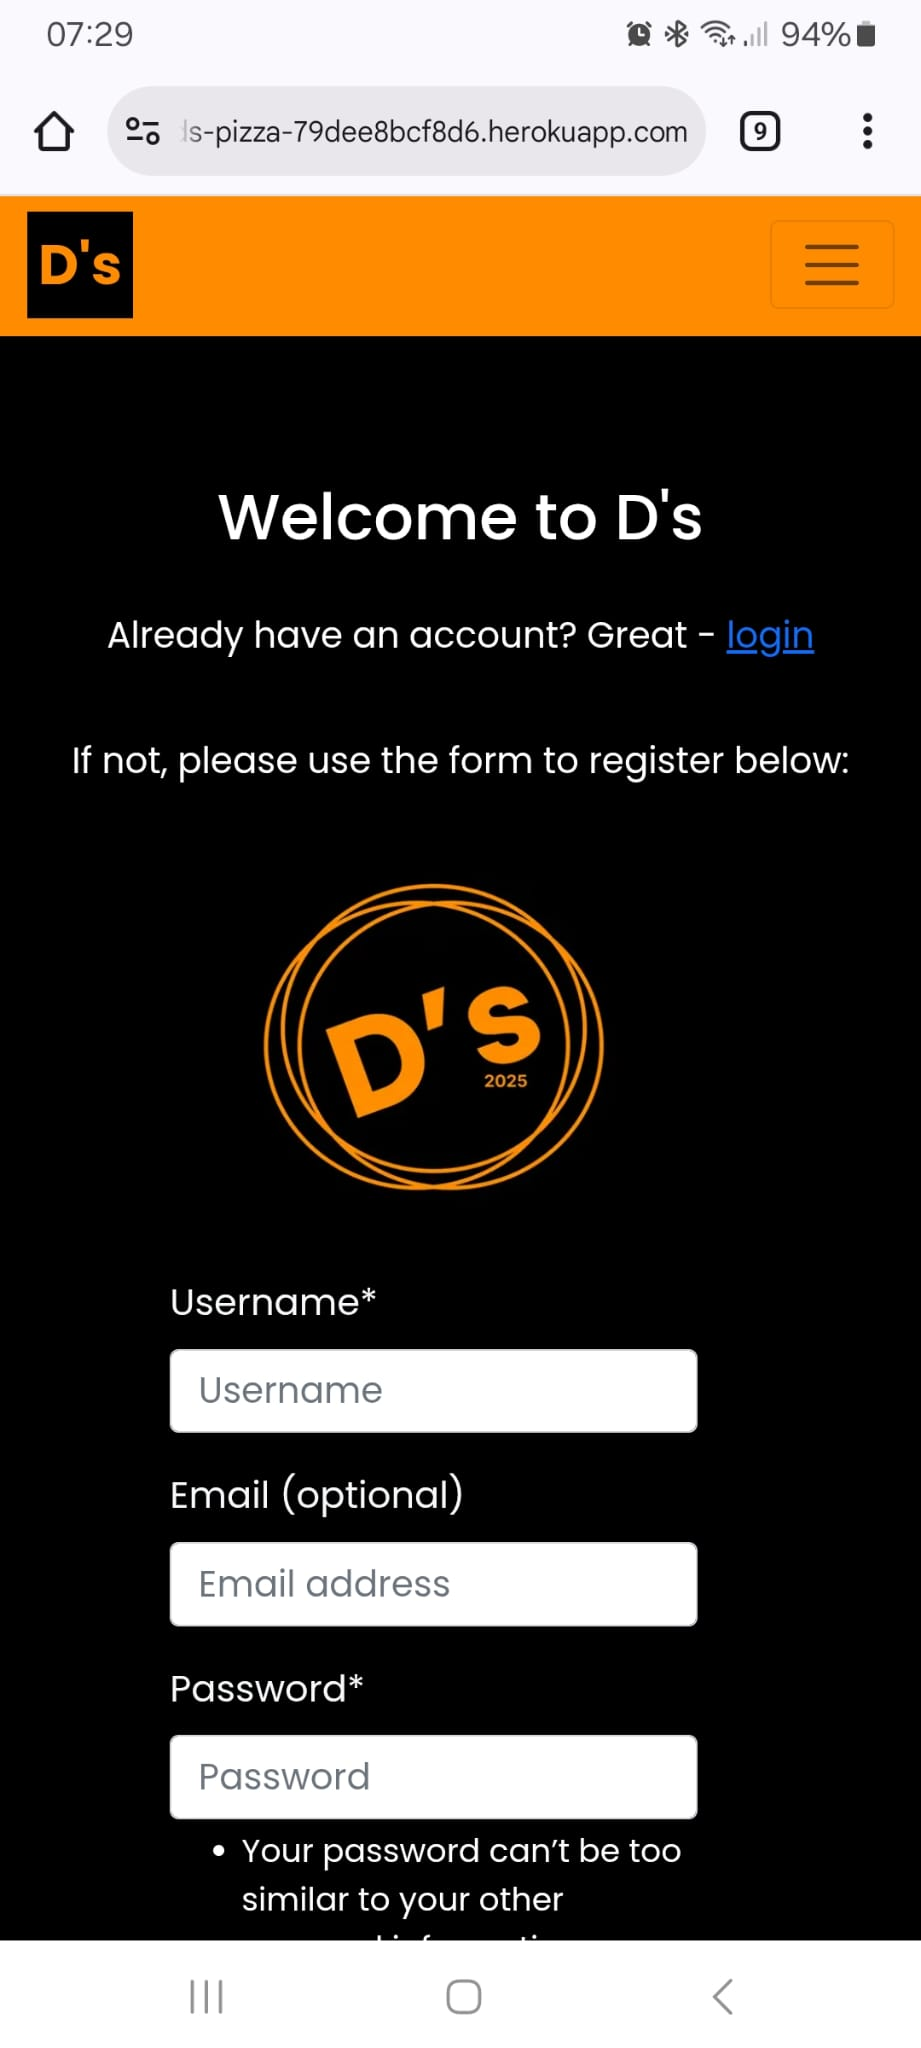 07:29
94%
ds-pizza-79dee8bcf8d6.herokuapp.com
9
D's
Welcome to D's
Already have an account? Great - login
If not, please use the form to register below:
D's
2025
Username*
Username
Email (optional)
Email address
Password*
Password
• Your password can’t be too
similar to your other